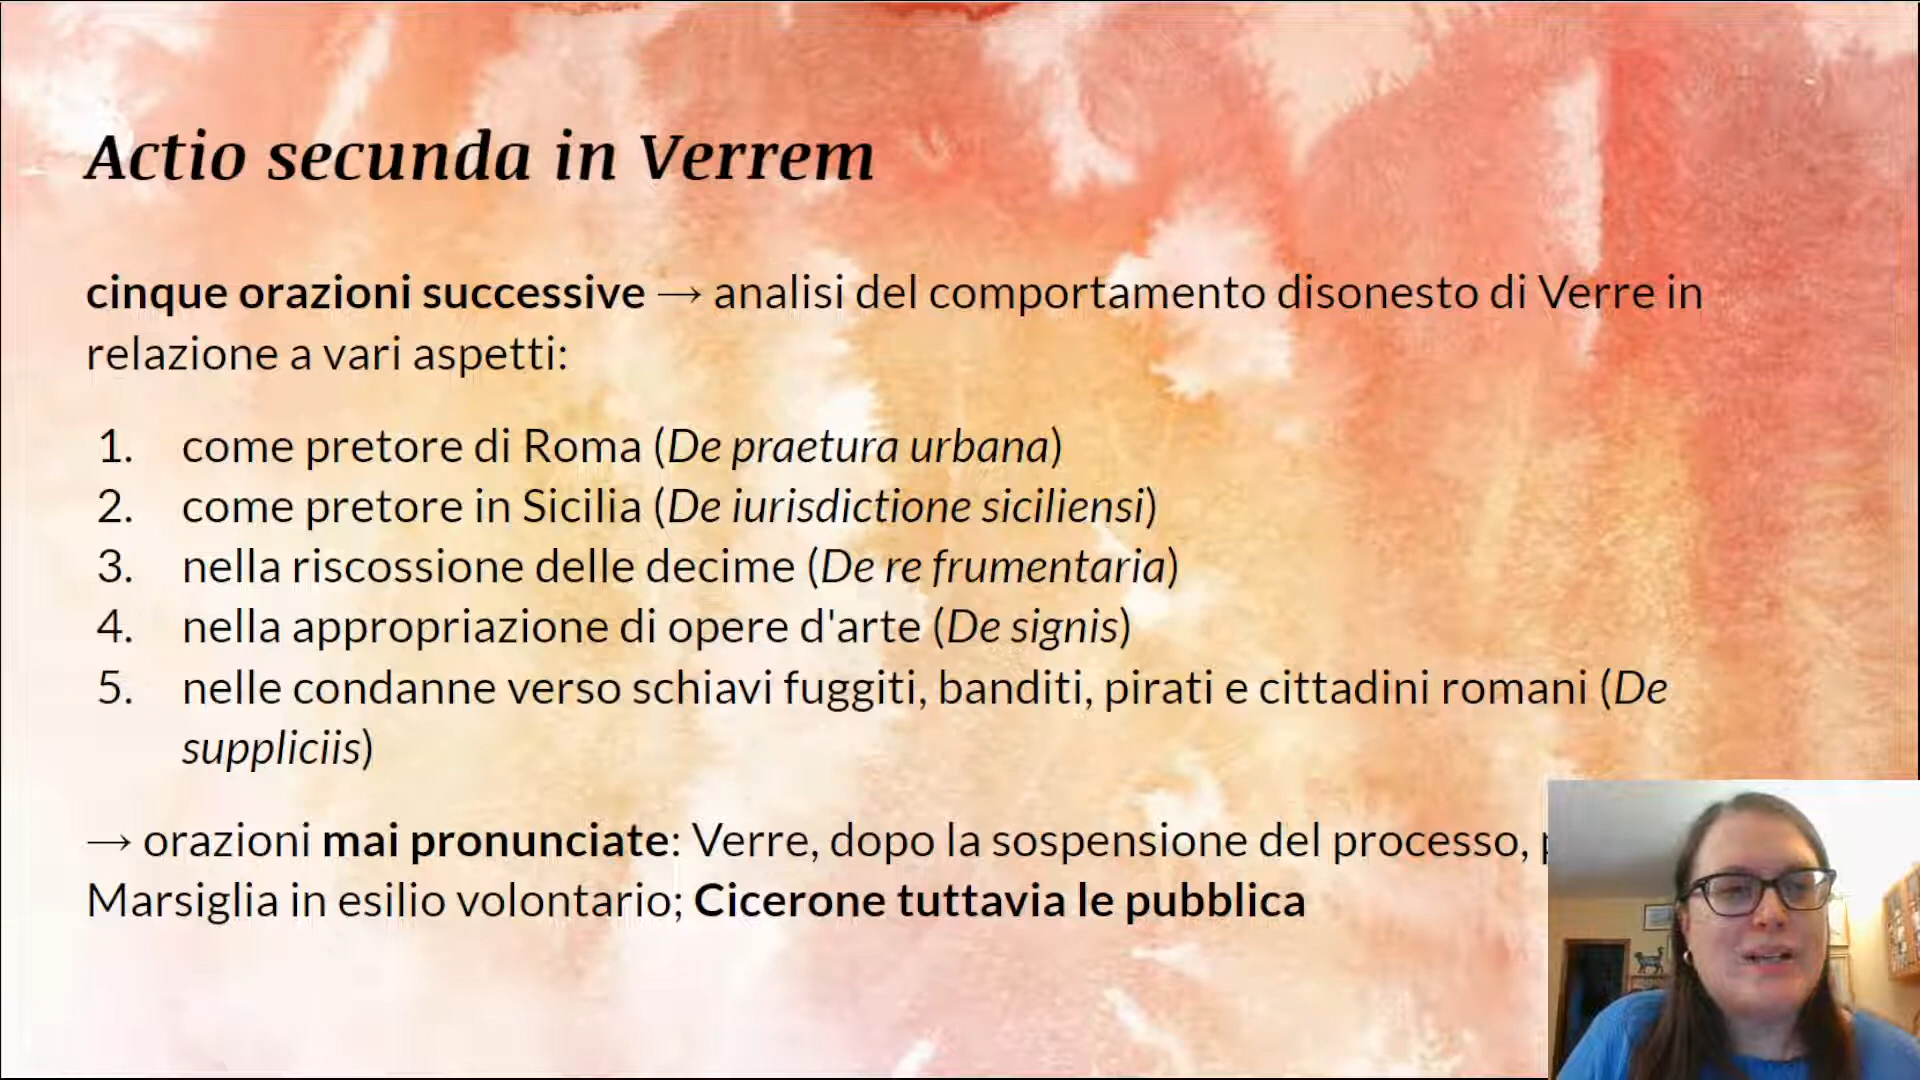 Actio secunda in Verrem
cinque orazioni successive → analisi del comportamento disonesto di Verre in
relazione a vari aspetti:
1. come pretore di Roma (De praetura urbana)
2. come pretore in Sicilia (De iurisdictione siciliensi)
3. nella riscossione delle decime (De re frumentaria)
4. nella appropriazione di opere d'arte (De signis)
5. nelle condanne verso schiavi fuggiti, banditi, pirati e cittadini romani (De
suppliciis)
→ orazioni mai pronunciate: Verre, dopo la sospensione del processo,
Marsiglia in esilio volontario; Cicerone tuttavia le pubblica